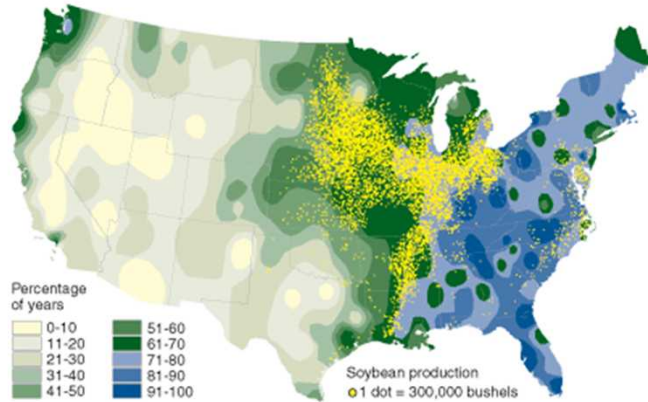 Percentage
of years
0-10
11-20
21-30
31-40
41-50
51-60
61-70
71-80
81-90
91-100
Soybean production
1 dot = 300,000 bushels